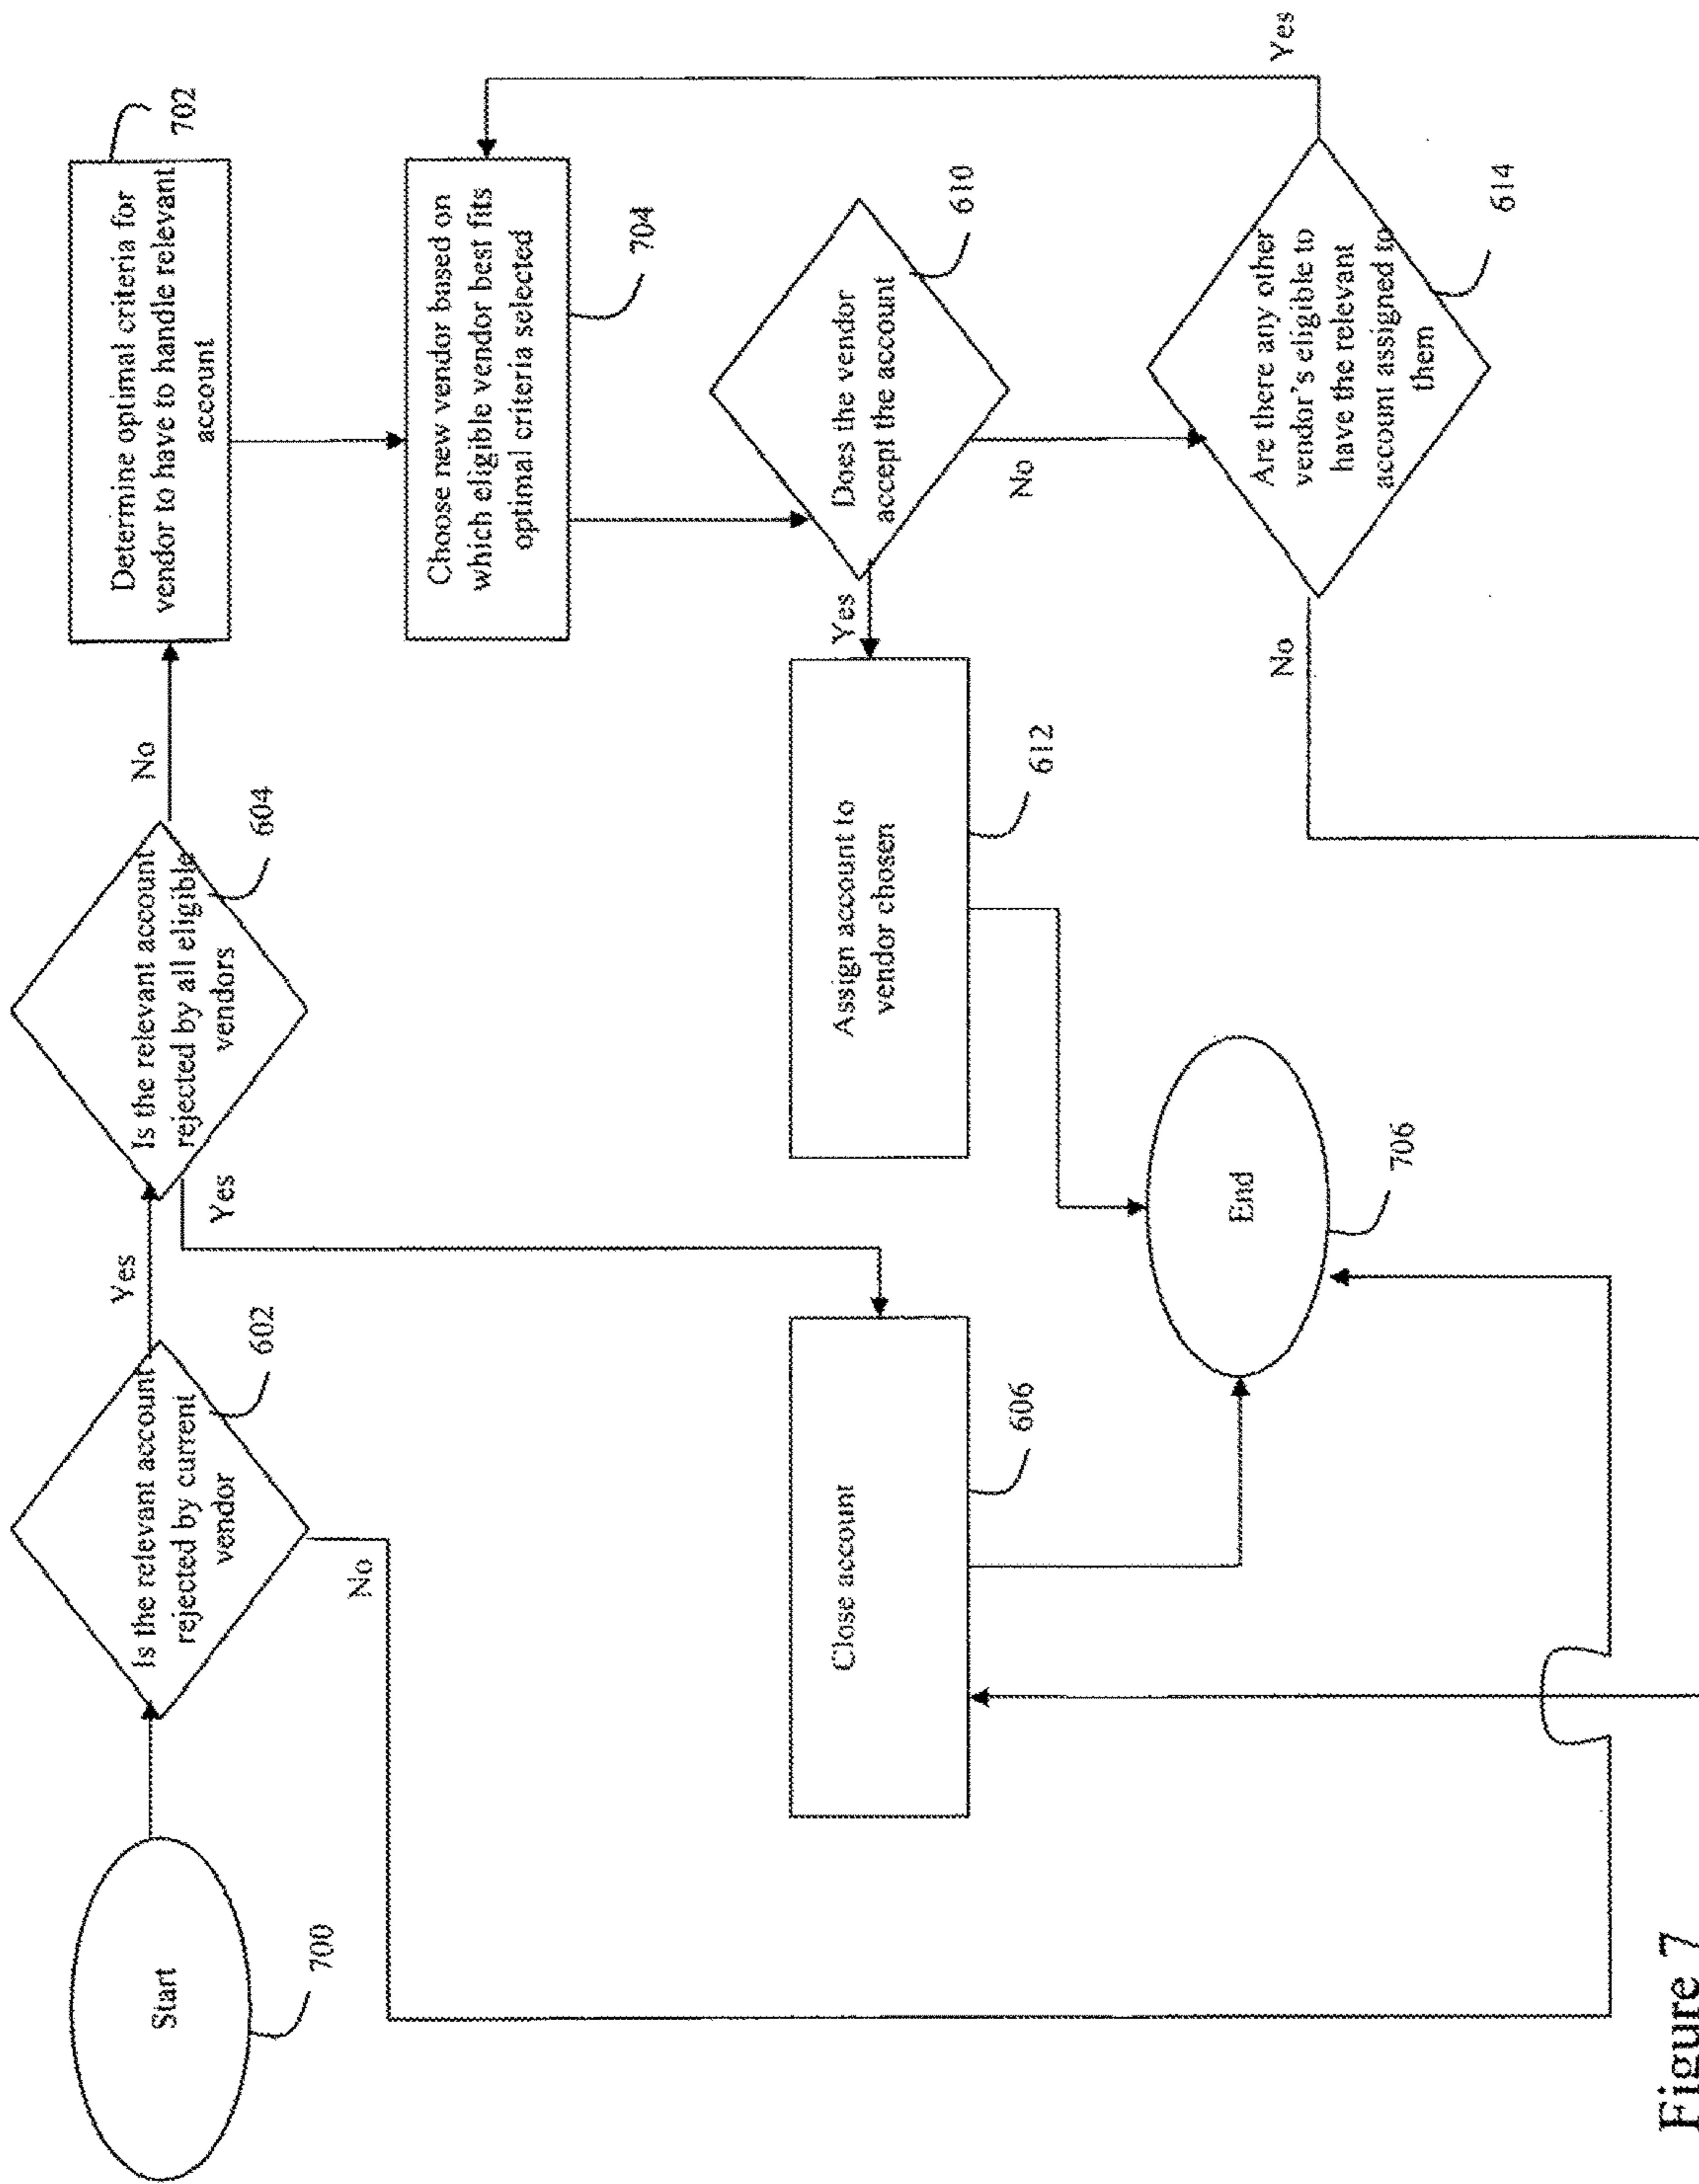 Start
700
Is the relevant account
rejected by current
vendor
602
Yes
No
Is the relevant account
rejected by all eligible
vendors
604
No
Yes
Determine optimal criteria for
vendor to have to handle relevant
account
702
Choose new vendor based on
which eligible vendor best fits
optimal criteria selected
704
Does the vendor
accept the account
610
Yes
No
Assign account to
vendor chosen
612
Close account
606
Are there any other
vendor's eligible to
have the relevant
account assigned to
them
614
Yes
No
End
706
Figure 7